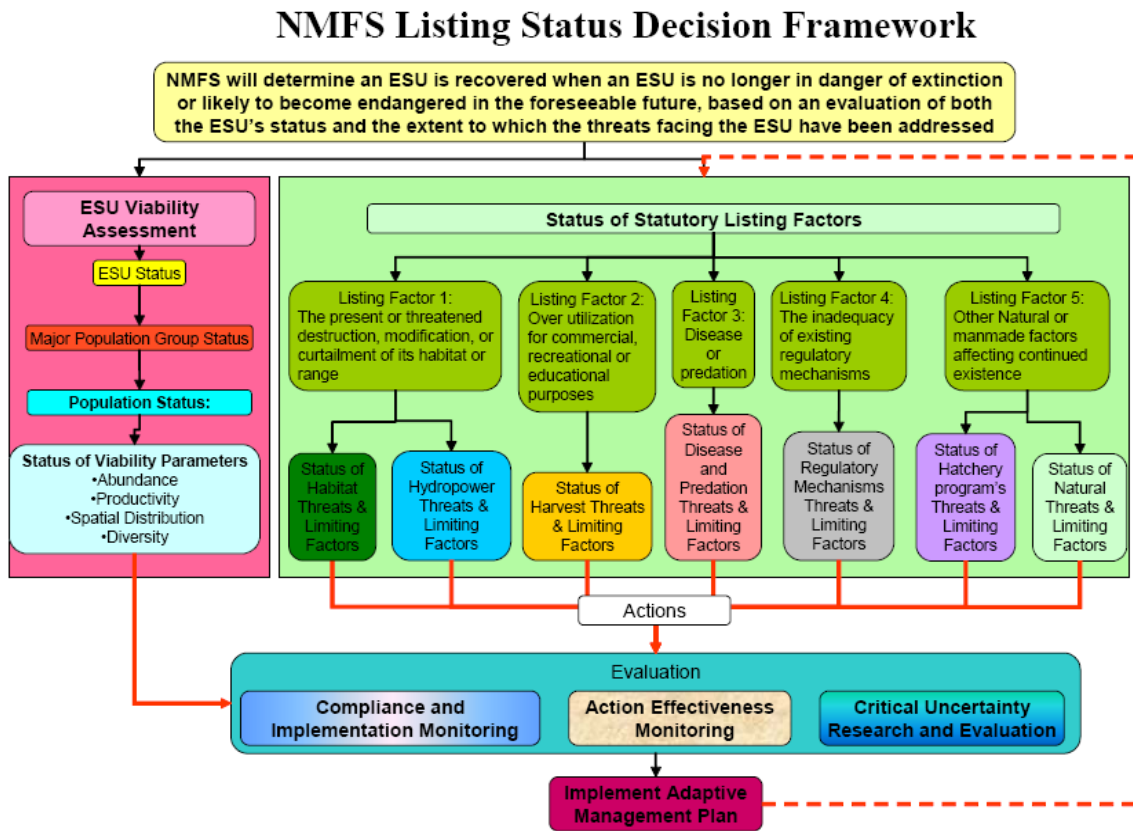 NMFS Listing Status Decision Framework
NMFS will determine an ESU is recovered when an ESU is no longer in danger of extinction
or likely to become endangered in the foreseeable future, based on an evaluation of both
the ESU's status and the extent to which the threats facing the ESU have been addressed
ESU Viability
Assessment
ESU Status
Major Population Group Status
Population Status:
Status of Viability Parameters
•Abundance
•Productivity
•Spatial Distribution
•Diversity
Status of Statutory Listing Factors
Listing Factor 1:
The present or threatened
destruction, modification, or
curtailment of its habitat or
range
Listing Factor 2:
Over utilization
for commercial,
recreational or
educational
purposes
Listing
Factor 3:
Disease
or
predation
Listing Factor 4:
The inadequacy
of existing
regulatory
mechanisms
Listing Factor 5:
Other Natural or
manmade factors
affecting continued
existence
Status of
Habitat
Threats &
Limiting
Factors
Status of
Hydropower
Threats &
Limiting
Factors
Status of
Harvest Threats
& Limiting
Factors
Status of
Disease
and
Predation
Threats &
Limiting
Factors
Status of
Regulatory
Mechanisms
Threats &
Limiting
Factors
Status of
Hatchery
program's
Threats &
Limiting
Factors
Status of
Natural
Threats &
Limiting
Factors
Actions
Evaluation
Compliance and
Implementation Monitoring
Action Effectiveness
Monitoring
Critical Uncertainty
Research and Evaluation
Implement Adaptive
Management Plan